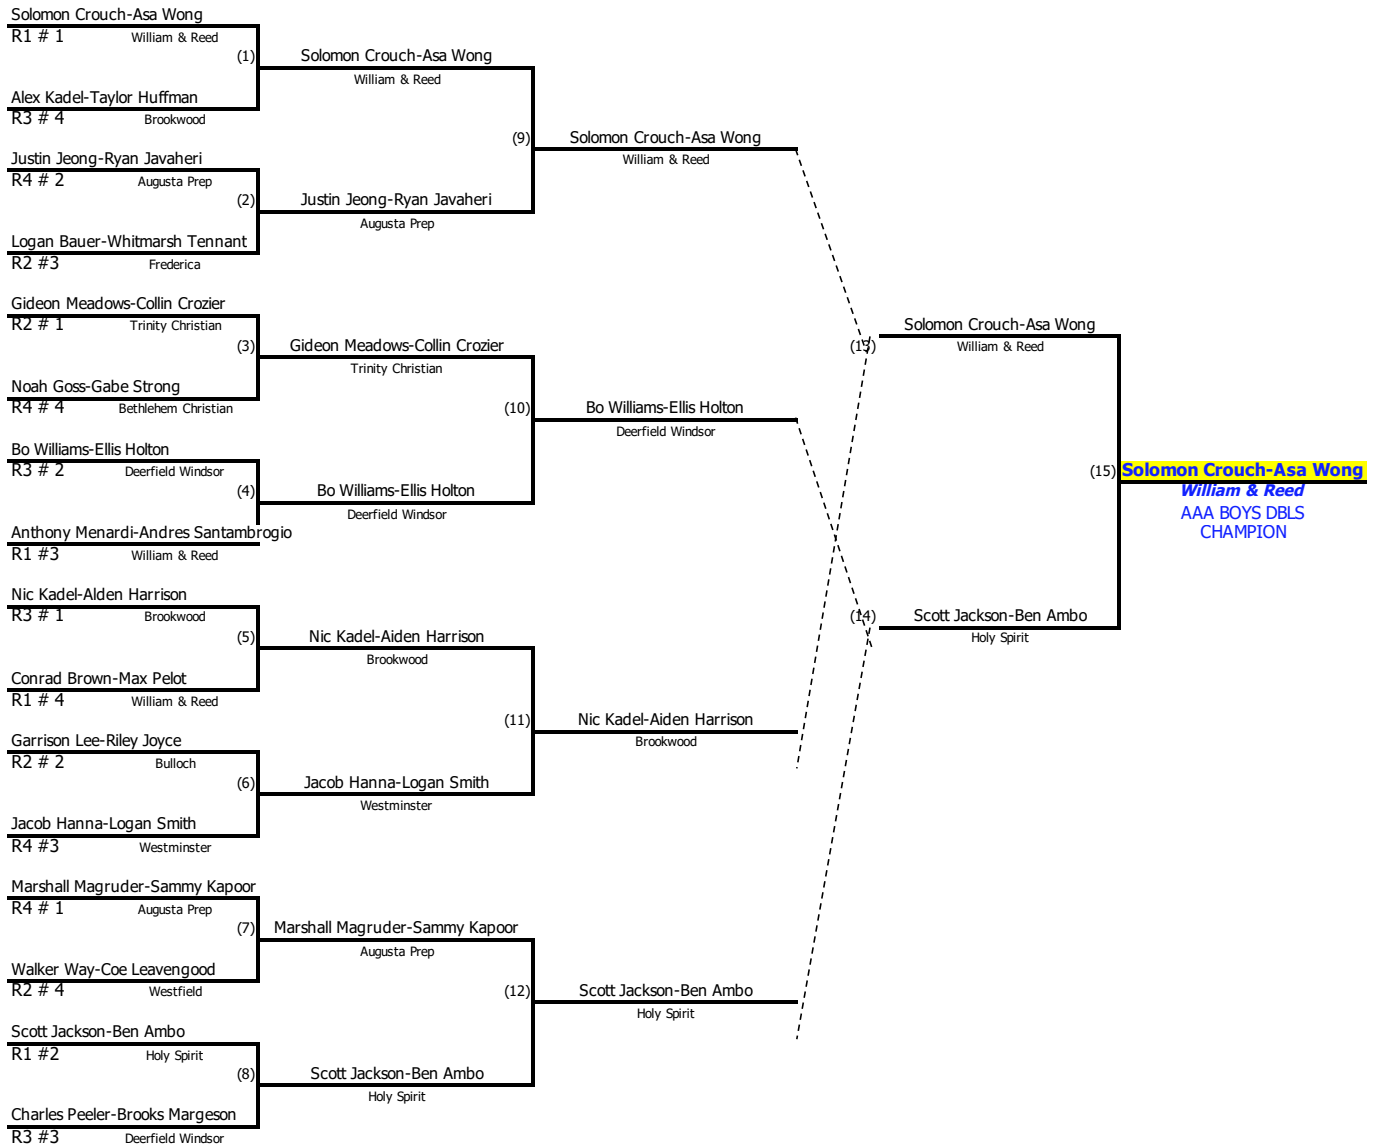 Solomon Crouch-Asa Wong
R1 # 1 William & Reed
(1)
Solomon Crouch-Asa Wong
William & Reed
Alex Kadel-Taylor Huffman
R3 # 4 Brookwood
(9)
Solomon Crouch-Asa Wong
William & Reed
Justin Jeong-Ryan Javaheri
R4 # 2 Augusta Prep
(2)
Justin Jeong-Ryan Javaheri
Augusta Prep
Logan Bauer-Whitmarsh Tennant
R2 #3 Frederica
Gideon Meadows-Collin Crozier
R2 # 1 Trinity Christian
(3)
Gideon Meadows-Collin Crozier
Trinity Christian
(13)
Solomon Crouch-Asa Wong
William & Reed
Noah Goss-Gabe Strong
R4 # 4 Bethlehem Christian
(10)
Bo Williams-Ellis Holton
Deerfield Windsor
Bo Williams-Ellis Holton
R3 # 2 Deerfield Windsor
(4)
Bo Williams-Ellis Holton
Deerfield Windsor
(15)
Solomon Crouch-Asa Wong
William & Reed
AAA BOYS DBLS
CHAMPION
Anthony Menardi-Andres Santambrogio
R1 #3 William & Reed
Nic Kadel-Alden Harrison
R3 # 1 Brookwood
(5)
Nic Kadel-Aiden Harrison
Brookwood
(14)
Scott Jackson-Ben Ambo
Holy Spirit
Conrad Brown-Max Pelot
R1 # 4 William & Reed
(11)
Nic Kadel-Aiden Harrison
Brookwood
Garrison Lee-Riley Joyce
R2 # 2 Bulloch
(6)
Jacob Hanna-Logan Smith
Westminster
Jacob Hanna-Logan Smith
R4 #3 Westminster
Marshall Magruder-Sammy Kapoor
R4 # 1 Augusta Prep
(7)
Marshall Magruder-Sammy Kapoor
Augusta Prep
Walker Way-Coe Leavengood
R2 # 4 Westfield
(12)
Scott Jackson-Ben Ambo
Holy Spirit
Scott Jackson-Ben Ambo
R1 #2 Holy Spirit
(8)
Scott Jackson-Ben Ambo
Holy Spirit
Charles Peeler-Brooks Margeson
R3 #3 Deerfield Windsor